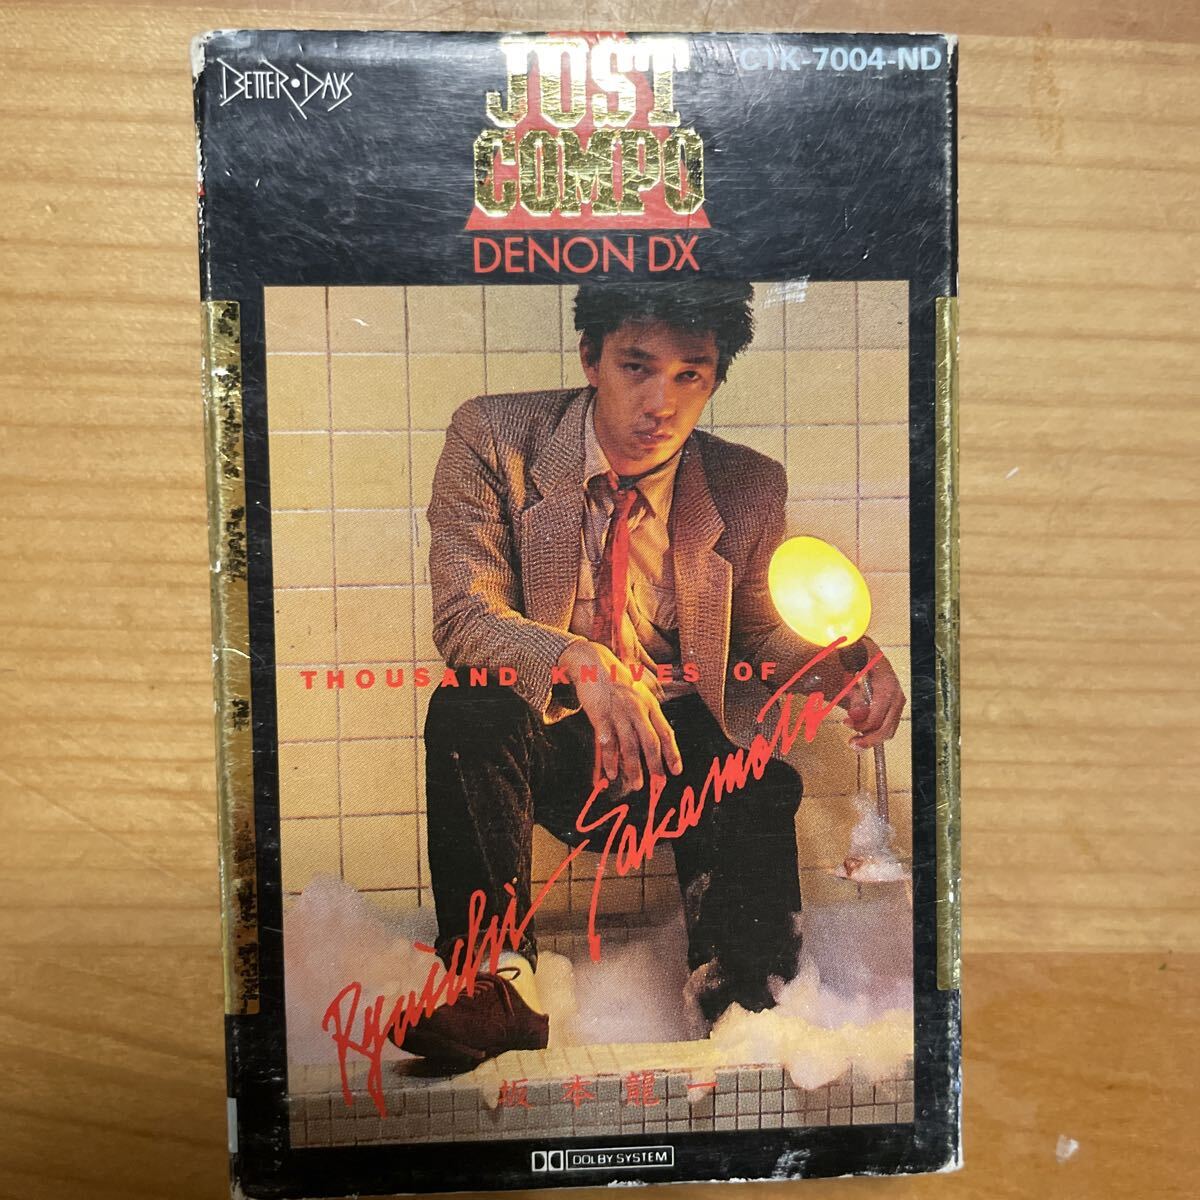 BETTER•DAYS
CTK-7004-ND
JUST
COMPO
DENON DX
THOUSAND KNIVES OF
Ryuichi Sakamoto
坂本龍一
DOLBY SYSTEM